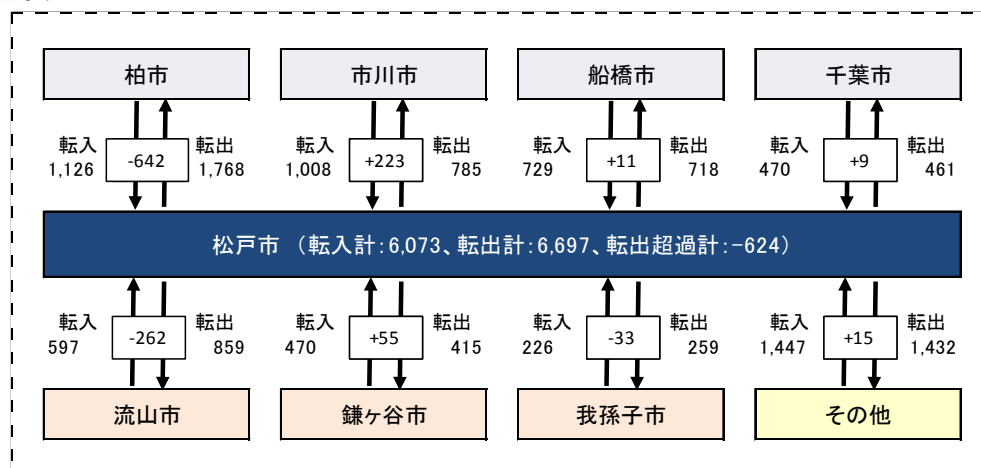 柏市 市川市 船橋市 千葉市
転入 転出 転入 転出 転入 転出 転入 転出
1,126 -642 1,768 1,008 +223 785 729 +11 718 470 +9 461
松戸市 （転入計：6,073、転出計：6,697、転出超過計：-624）
転入 転出 転入 転出 転入 転出 転入 転出
597 -262 859 470 +55 415 226 -33 259 1,447 +15 1,432
流山市 鎌ヶ谷市 我孫子市 その他